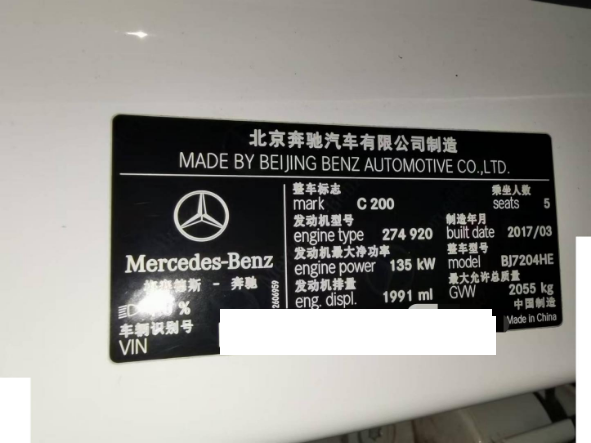 北京奔驰汽车有限公司制造
MADE BY BEIJING BENZ AUTOMOTIVE CO.,LTD.
整车标志 乘坐人数
mark C 200 seats 5
发动机型号 制造年月
engine type 274 920 built date 2017/03
发动机最大净功率 整车型号
engine power 135 kW model BJ7204HE
发动机排量 最大允许总质量
eng. displ. 1991 ml GVW 2055 kg
中国制造
Made in China
Mercedes-Benz
德斯 - 奔驰
%
车辆识别号
VIN
2606959